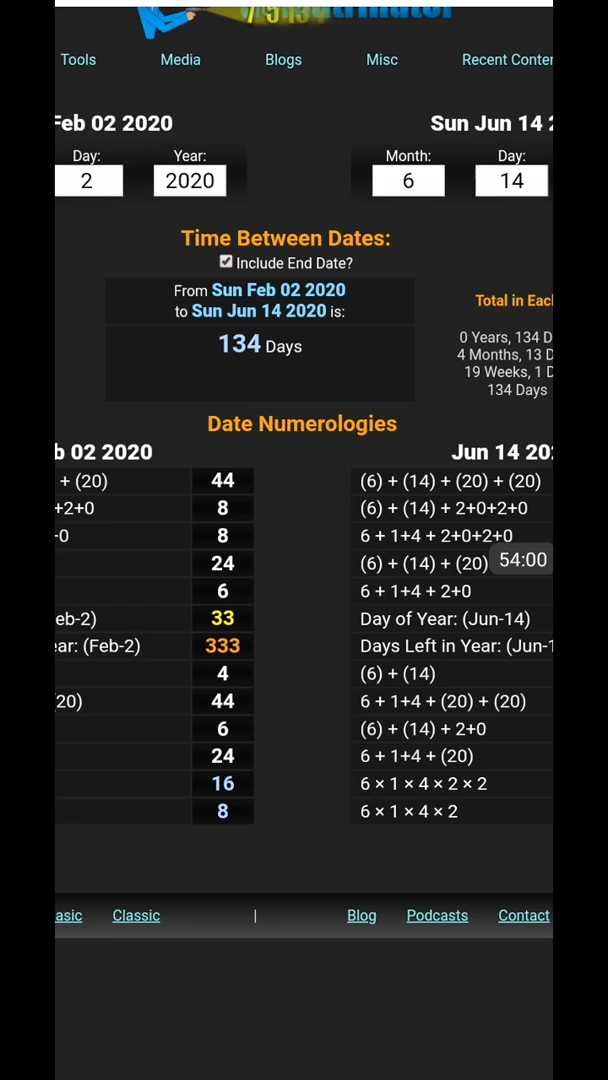 Tools Media Blogs Misc Recent Conter
Feb 02 2020 Sun Jun 14 2
Day: Year: Month: Day:
2 2020 6 14
Time Between Dates:
Include End Date?
From Sun Feb 02 2020
to Sun Jun 14 2020 is:
134 Days
Total in Eac
0 Years, 134 D
4 Months, 13 D
19 Weeks, 1 D
134 Days
Date Numerologies
b 02 2020 Jun 14 202
+ (20) 44 (6) + (14) + (20) + (20)
+2+0 8 (6) + (14) + 2+0+2+0
-0 8 6 + 1+4 + 2+0+2+0
24 (6) + (14) + (20) 54:00
6 6 + 1+4 + 2+0
eb-2) 33 Day of Year: (Jun-14)
ear: (Feb-2) 333 Days Left in Year: (Jun-1
4 (6) + (14)
20) 44 6 + 1+4 + (20) + (20)
6 (6) + (14) + 2+0
24 6 + 1+4 + (20)
16 6 × 1 × 4 × 2 × 2
8 6 × 1 × 4 × 2
asic Classic | Blog Podcasts Contact